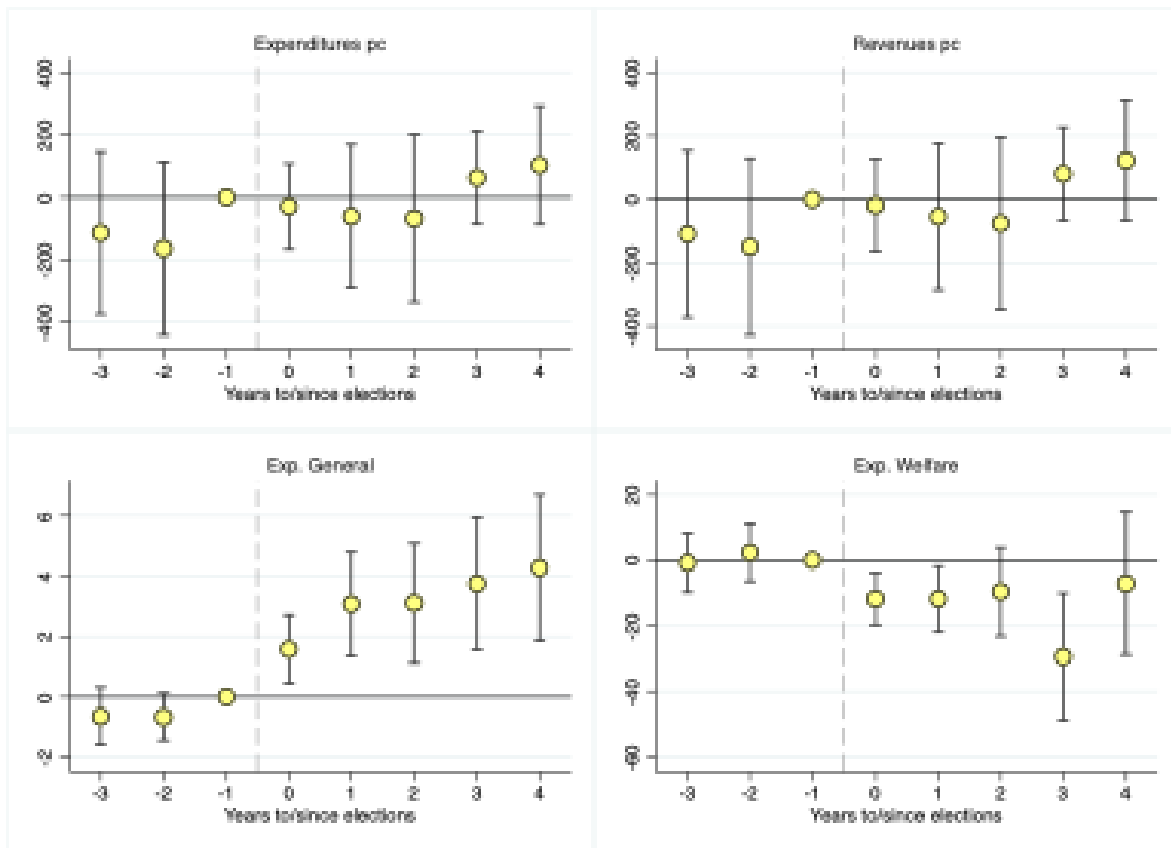 Expenditures pc
400
200
0
-200
-400
-3 -2 -1 0 1 2 3 4
Years to/since elections
Revenues pc
400
200
0
-200
-400
-3 -2 -1 0 1 2 3 4
Years to/since elections
Exp. General
6
4
2
0
-2
-3 -2 -1 0 1 2 3 4
Years to/since elections
Exp. Welfare
20
0
-20
-40
-60
-3 -2 -1 0 1 2 3 4
Years to/since elections